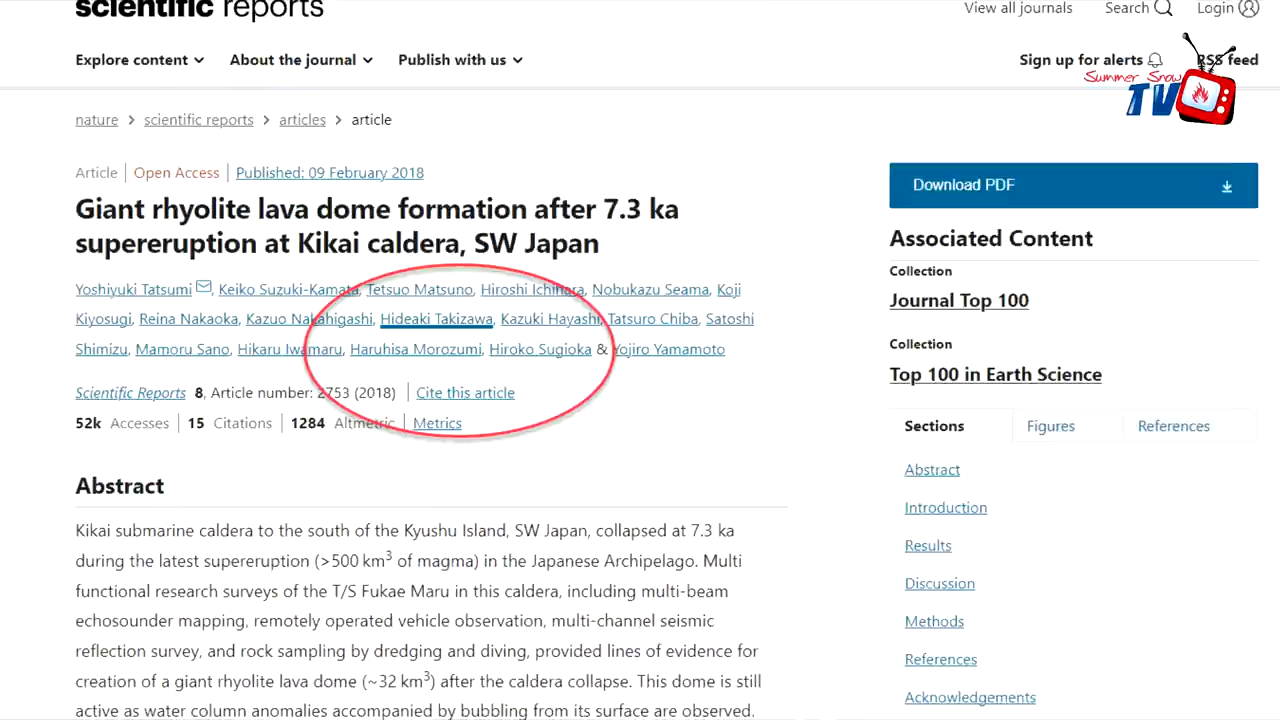 scientific reports
View all journals Search Login
Explore content About the journal Publish with us
Sign up for alerts RSS feed
Summer Snow
TV
nature > scientific reports > articles > article
Article | Open Access | Published: 09 February 2018
Giant rhyolite lava dome formation after 7.3 ka
supereruption at Kikai caldera, SW Japan
Yoshiyuki Tatsumi, Keiko Suzuki-Kamata, Tetsuo Matsuno, Hiroshi Ichihara, Nobukazu Seama, Koji
Kiyosugi, Reina Nakaoka, Kazuo Nakahigashi, Hideaki Takizawa, Kazuki Hayashi, Tatsuro Chiba, Satoshi
Shimizu, Mamoru Sano, Hikaru Iwamaru, Haruhisa Morozumi, Hiroko Sugioka & Yojiro Yamamoto
Scientific Reports 8, Article number: 2753 (2018) | Cite this article
52k Accesses | 15 Citations | 1284 Altmetric | Metrics
Abstract
Kikai submarine caldera to the south of the Kyushu Island, SW Japan, collapsed at 7.3 ka
during the latest supereruption (>500 km³ of magma) in the Japanese Archipelago. Multi
functional research surveys of the T/S Fukae Maru in this caldera, including multi-beam
echosounder mapping, remotely operated vehicle observation, multi-channel seismic
reflection survey, and rock sampling by dredging and diving, provided lines of evidence for
creation of a giant rhyolite lava dome (~32 km³) after the caldera collapse. This dome is still
active as water column anomalies accompanied by bubbling from its surface are observed.
Download PDF
Associated Content
Collection
Journal Top 100
Collection
Top 100 in Earth Science
Sections Figures References
Abstract
Introduction
Results
Discussion
Methods
References
Acknowledgements